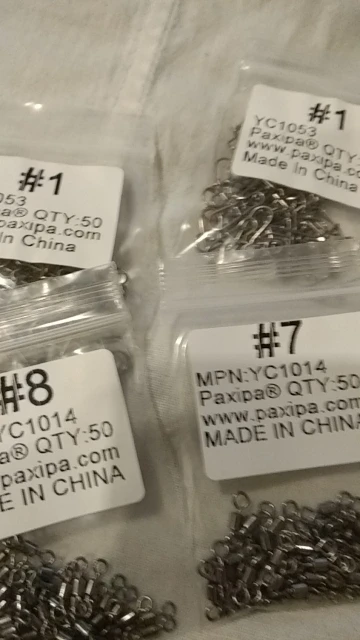 #1
053
a® QTY:50
paxipa.com
In China
#1
YC1053
Paxipa® QTY
www.paxipa.co
Made In China
#8
YC1014
a® QTY:50
paxipa.com
E IN CHINA
#7
MPN:YC1014
Paxipa® QTY:50
www.paxipa.com
MADE IN CHINA